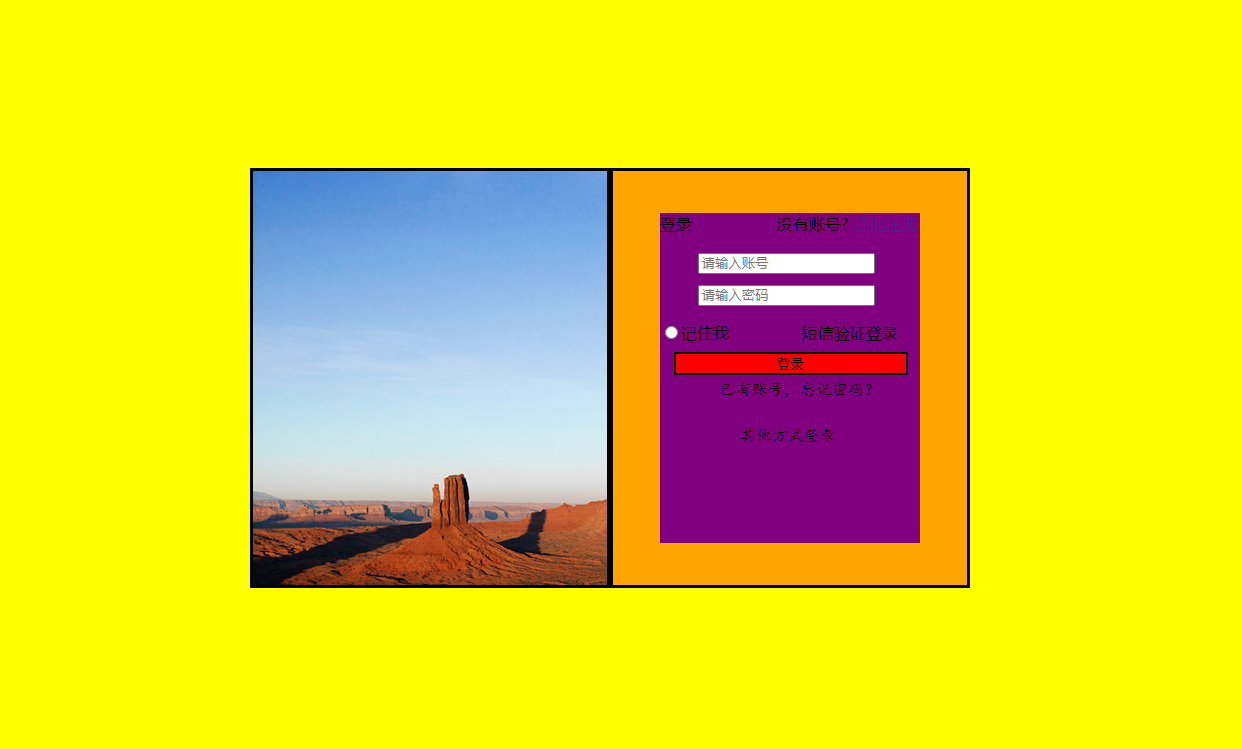 登录 没有账号?
请输入账号
请输入密码
记住我 短信验证登录
登录
已有账号，忘记密码?
其他方式登录